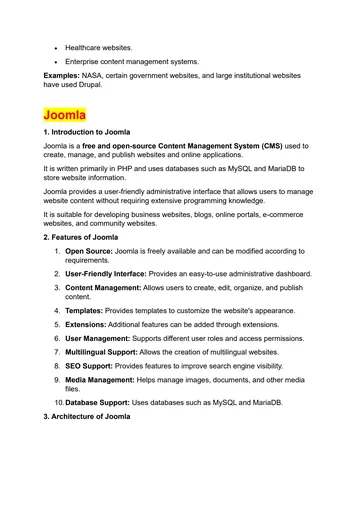 • Healthcare websites.
• Enterprise content management systems.
Examples: NASA, certain government websites, and large institutional websites
have used Drupal.
Joomla
1. Introduction to Joomla
Joomla is a free and open-source Content Management System (CMS) used to
create, manage, and publish websites and online applications.
It is written primarily in PHP and uses databases such as MySQL and MariaDB to
store website information.
Joomla provides a user-friendly administrative interface that allows users to manage
website content without requiring extensive programming knowledge.
It is suitable for developing business websites, blogs, online portals, e-commerce
websites, and community websites.
2. Features of Joomla
1. Open Source: Joomla is freely available and can be modified according to
requirements.
2. User-Friendly Interface: Provides an easy-to-use administrative dashboard.
3. Content Management: Allows users to create, edit, organize, and publish
content.
4. Templates: Provides templates to customize the website's appearance.
5. Extensions: Additional features can be added through extensions.
6. User Management: Supports different user roles and access permissions.
7. Multilingual Support: Allows the creation of multilingual websites.
8. SEO Support: Provides features to improve search engine visibility.
9. Media Management: Helps manage images, documents, and other media
files.
10. Database Support: Uses databases such as MySQL and MariaDB.
3. Architecture of Joomla